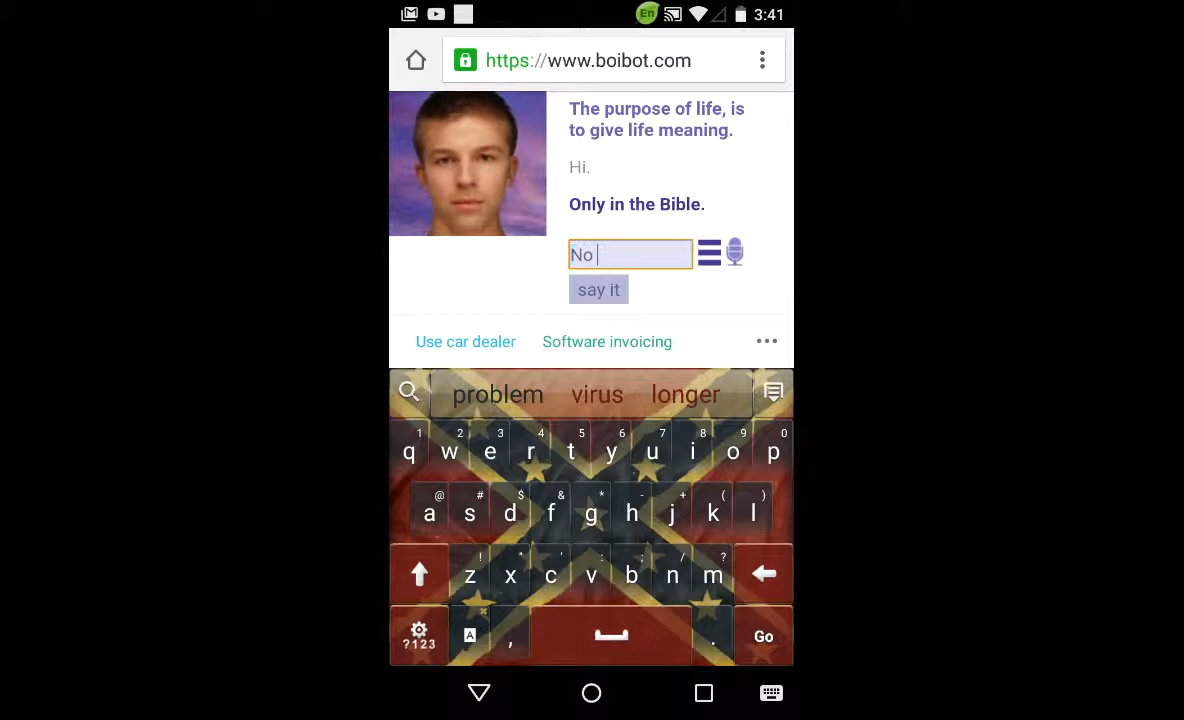 En 3:41
https://www.boibot.com
The purpose of life, is
to give life meaning.
Hi.
Only in the Bible.
No
say it
Use car dealer Software invoicing
problem virus longer
1 2 3 4 5 6 7 8 9 0
q w e r t y u i o p
@ # $ & * - + ( )
a s d f g h j k l
! " ' : ; / ?
z x c v b n m
?123 A , . Go